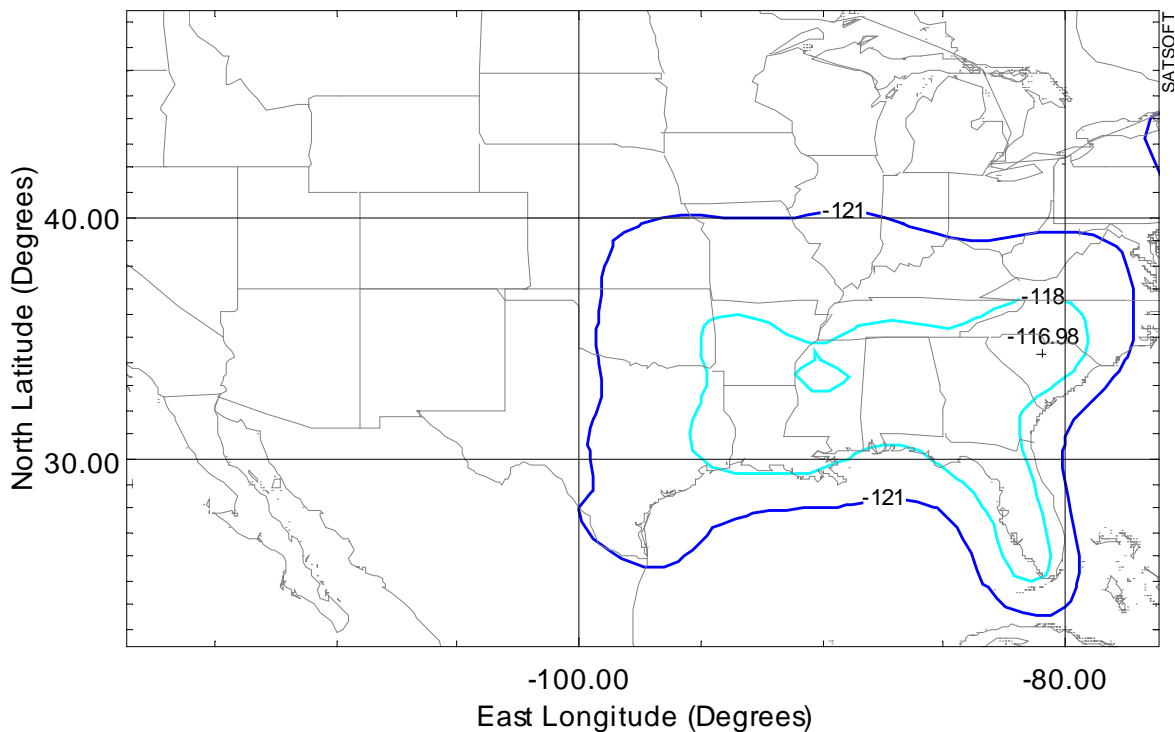 SATSOFT
North Latitude (Degrees)
40.00
-121
-118
-116.98
30.00
-121
-100.00
-80.00
East Longitude (Degrees)